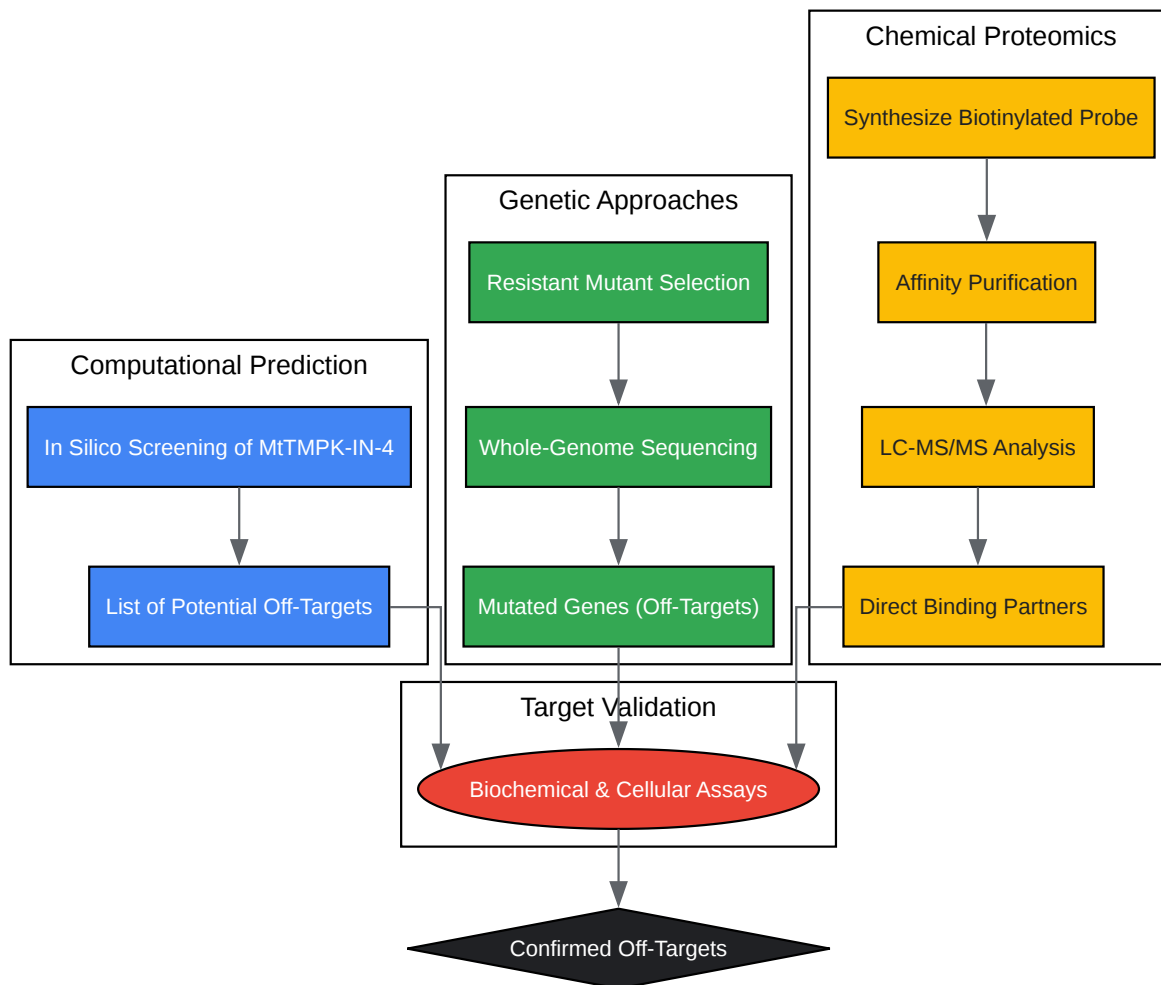 Chemical Proteomics
Synthesize Biotinylated Probe
Affinity Purification
LC-MS/MS Analysis
Direct Binding Partners
Genetic Approaches
Resistant Mutant Selection
Whole-Genome Sequencing
Mutated Genes (Off-Targets)
Computational Prediction
In Silico Screening of MtTMPK-IN-4
List of Potential Off-Targets
Target Validation
Biochemical & Cellular Assays
Confirmed Off-Targets